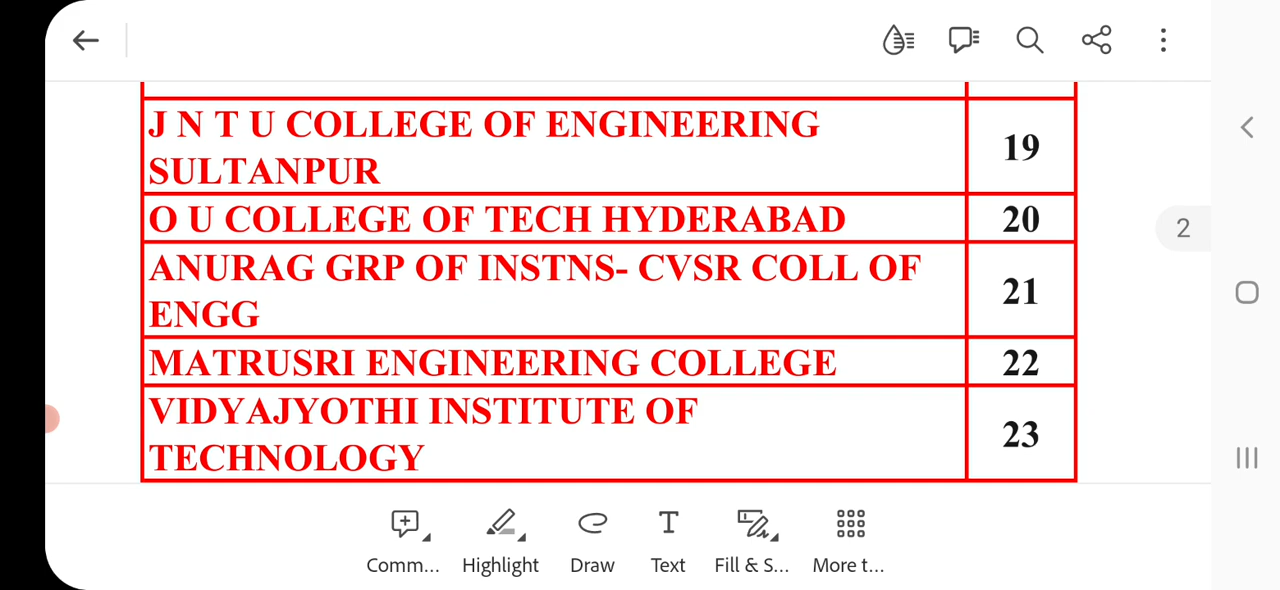 J N T U COLLEGE OF ENGINEERING
SULTANPUR
19
O U COLLEGE OF TECH HYDERABAD
20
ANURAG GRP OF INSTNS- CVSR COLL OF
ENGG
21
MATRUSRI ENGINEERING COLLEGE
22
VIDYAJYOTHI INSTITUTE OF
TECHNOLOGY
23
2
Comm...
Highlight
Draw
T
Text
Fill & S...
More t...